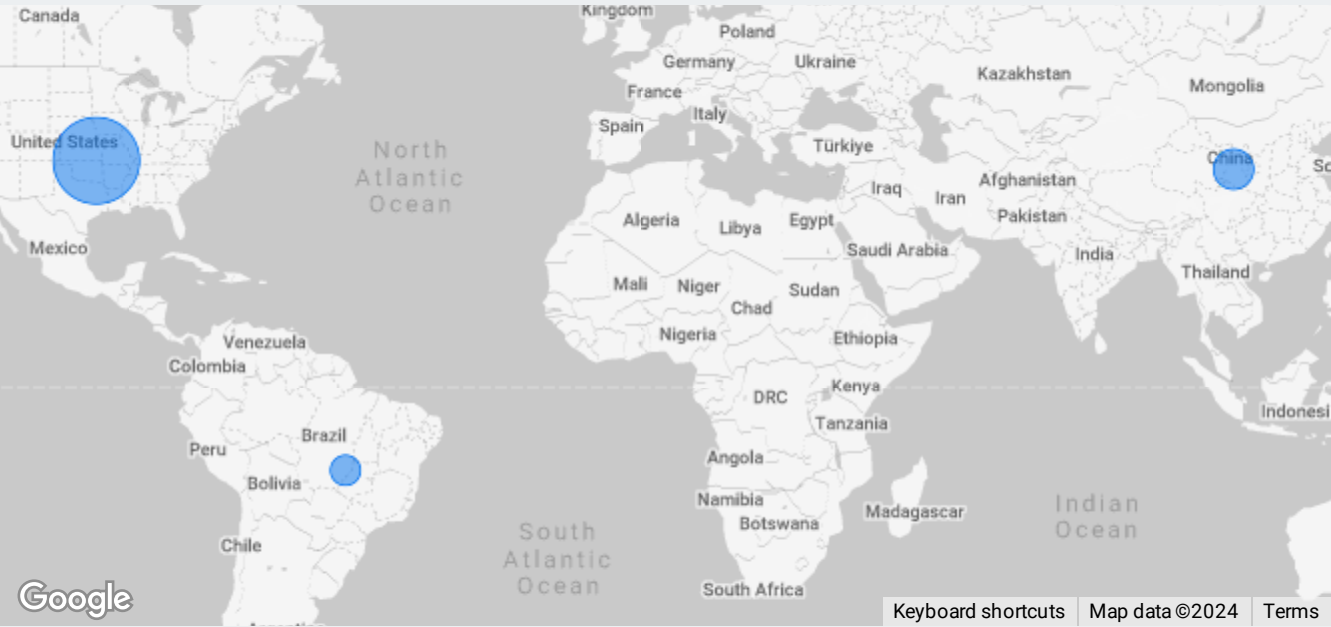 Canada
Kingdom
Poland
Germany
Ukraine
Kazakhstan
Mongolia
France
Italy
Spain
United States
Türkiye
China
North
Atlantic
Ocean
Iraq
Iran
Afghanistan
Pakistan
Algeria
Libya
Egypt
Mexico
Saudi Arabia
India
Thailand
Mali
Niger
Sudan
Chad
Nigeria
Ethiopia
Venezuela
Colombia
Kenya
DRC
Indonesi
Tanzania
Brazil
Peru
Angola
Bolivia
Namibia
Madagascar
Botswana
Indian
Ocean
South
Atlantic
Ocean
Chile
South Africa
Google
Keyboard shortcuts
Map data ©2024
Terms